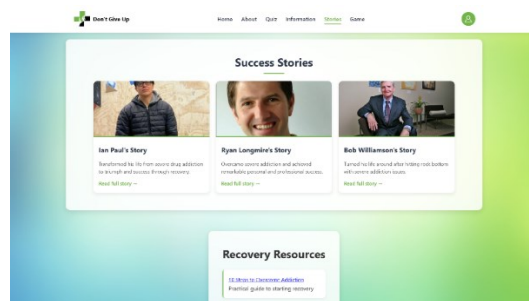 Don't Give Up
Home About Quiz Information Stories Game
Success Stories
Ian Paul's Story
Transformed his life from severe drug addiction
to triumph and success through recovery.
Read full story →
Ryan Longmire's Story
Overcame severe addiction and achieved
remarkable personal and professional success.
Read full story →
Bob Williamson's Story
Turned his life around after hitting rock bottom
with severe addiction issues.
Read full story →
Recovery Resources
Steps to Overcome Addiction
Practical guide to starting recovery